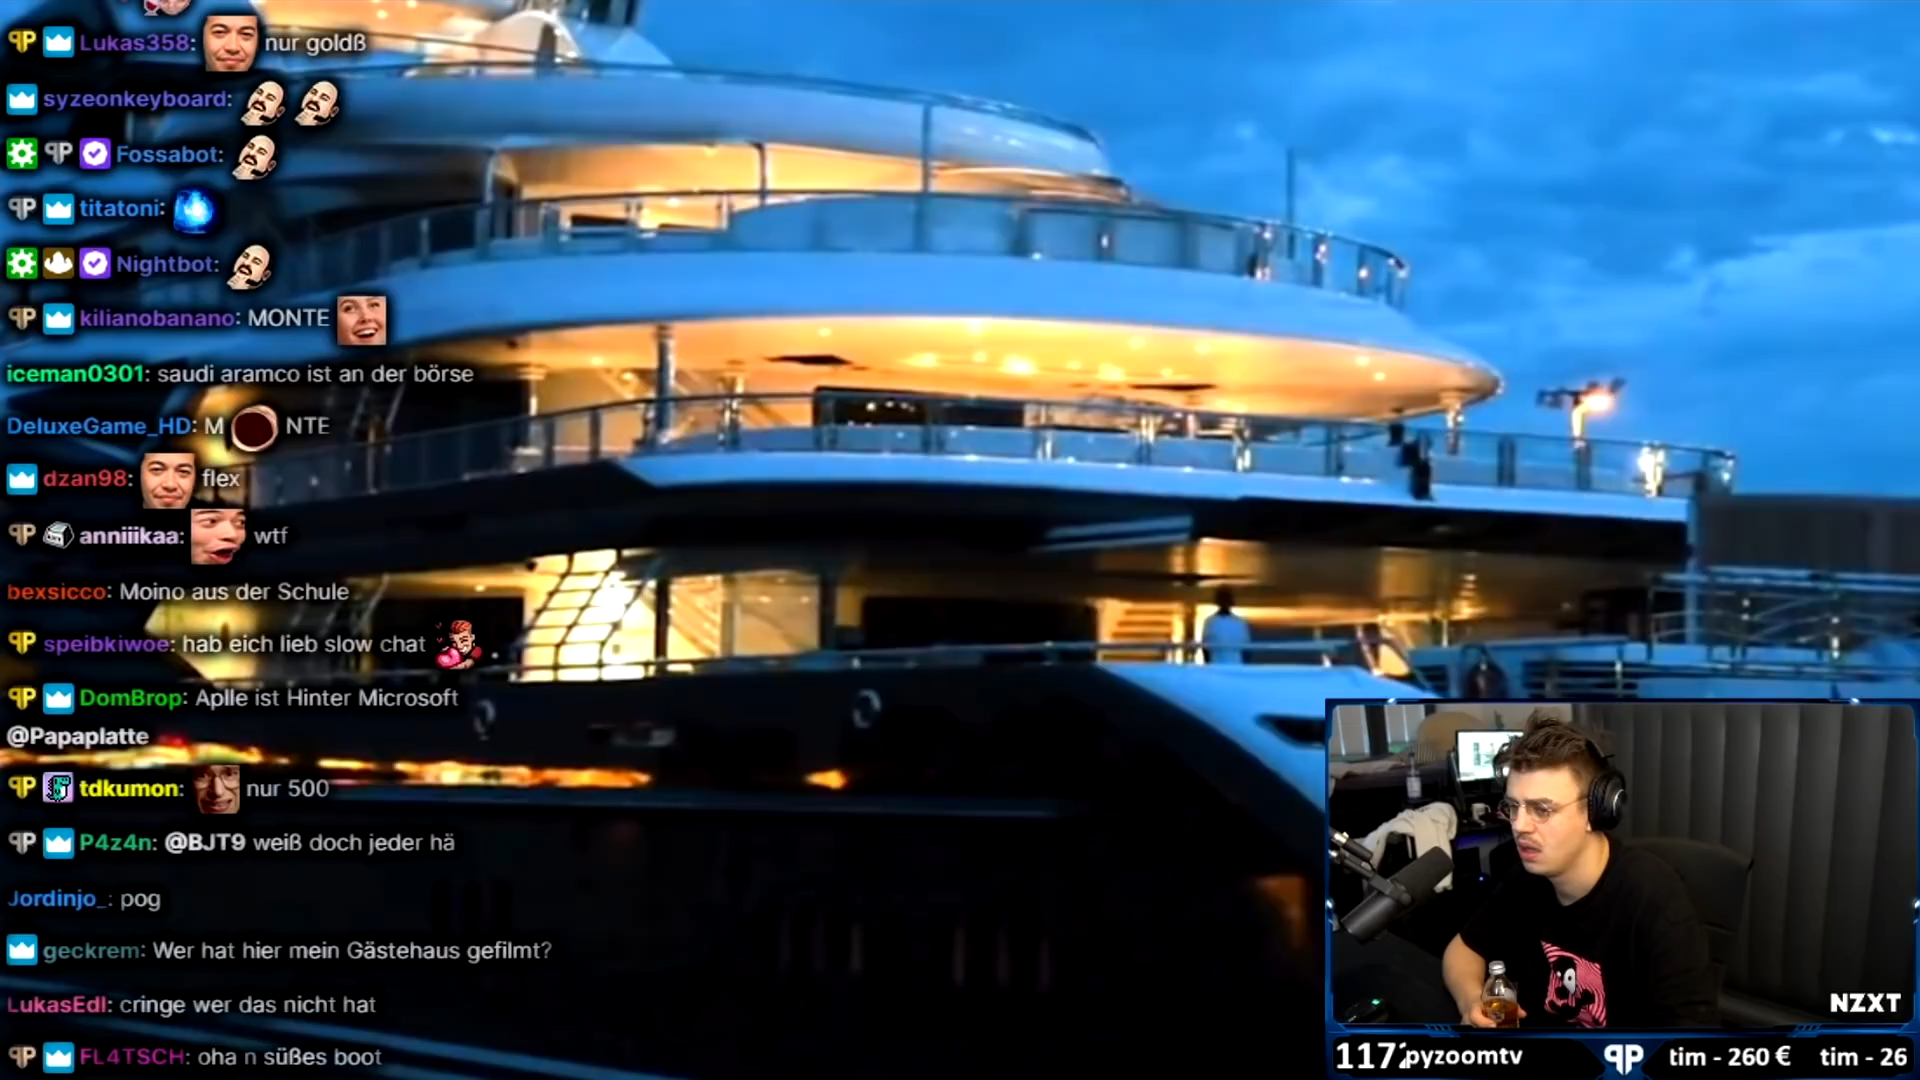 Lukas358: nur goldß
syzeonkeyboard:
Fossabot:
titatoni:
Nightbot:
kilianobanano: MONTE
iceman0301: saudi aramco ist an der börse
DeluxeGame_HD: M NTE
dzan98: flex
anniiikaa: wtf
bexsicco: Moino aus der Schule
speibkiwoe: hab eich lieb slow chat
DomBrop: Aplle ist Hinter Microsoft
@Papaplatte
tdkumon: nur 500
P4z4n: @BJT9 weiß doch jeder hä
Jordinjo_: pog
geckrem: Wer hat hier mein Gästehaus gefilmt?
LukasEdl: cringe wer das nicht hat
FL4TSCH: oha n süßes boot
NZXT
pyzoomtv tim - 260 € tim - 26